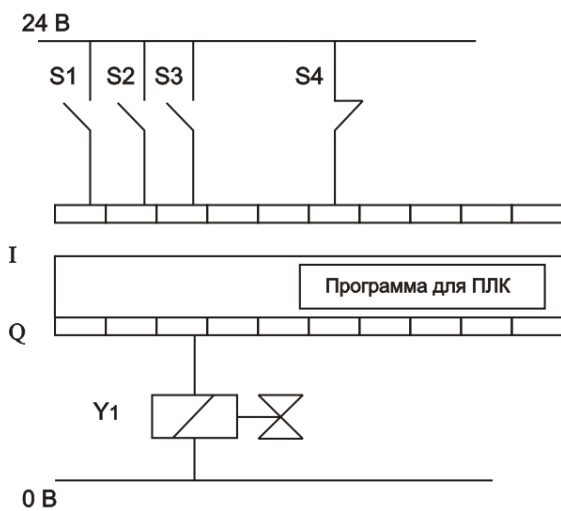 24 В
S1 S2 S3 S4
I
Программа для ПЛК
Q
Y1
0 В